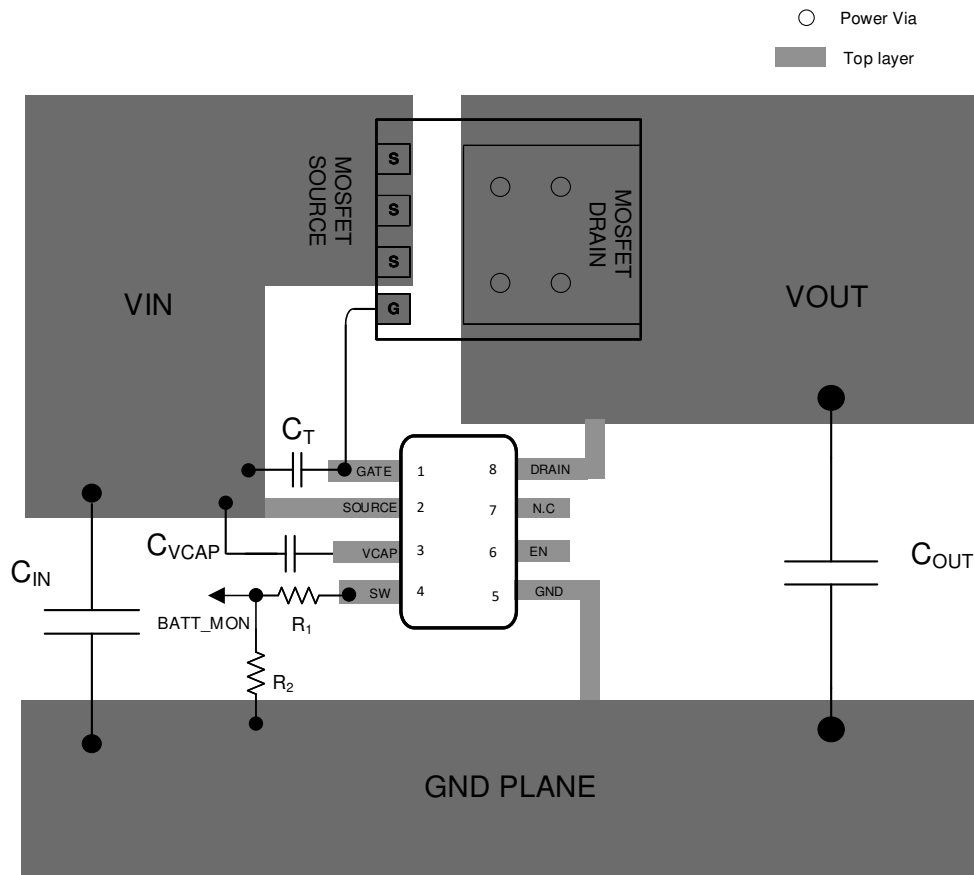 Power Via
Top layer
MOSFET
SOURCE
S
S
S
G
MOSFET
DRAIN
VIN
VOUT
CT
GATE
1
8
DRAIN
SOURCE
2
7
N.C
CVCAP
VCAP
3
6
EN
CIN
COUT
SW
4
5
GND
BATT_MON
R1
R2
GND PLANE